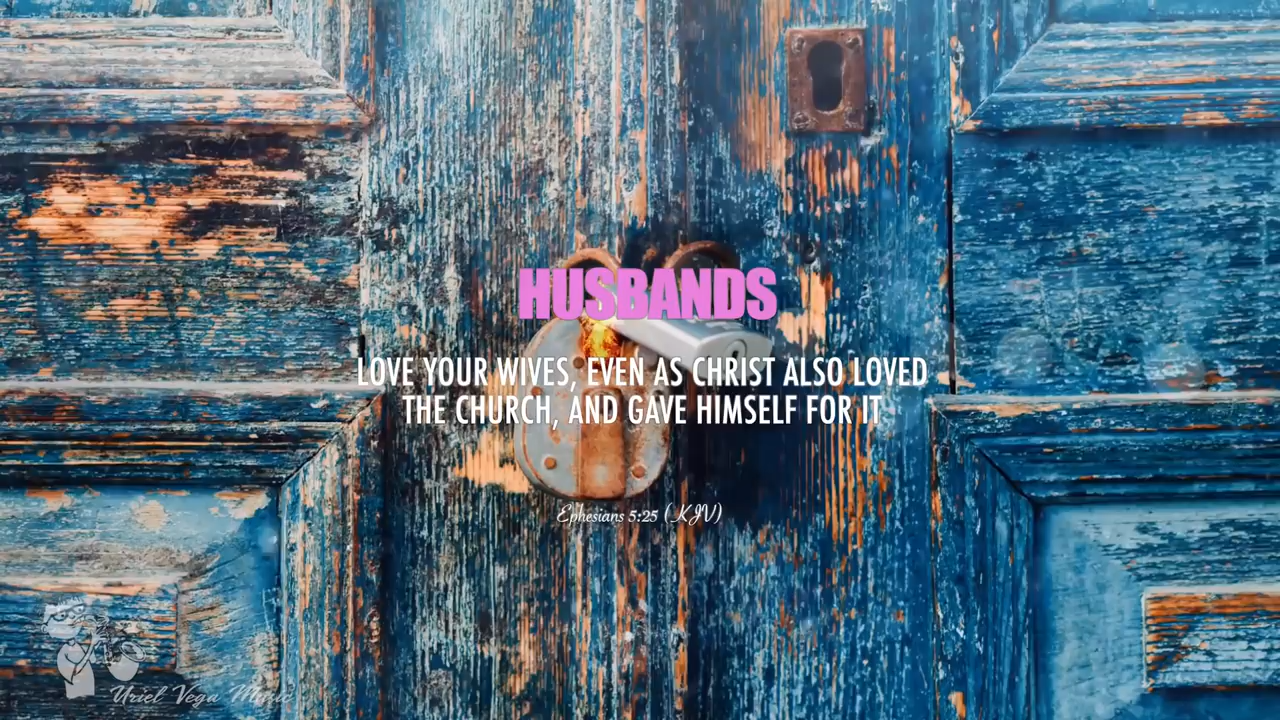 HUSBANDS
LOVE YOUR WIVES, EVEN AS CHRIST ALSO LOVED
THE CHURCH, AND GAVE HIMSELF FOR IT
Ephesians 5:25 (KJV)
Uriel Vega Music